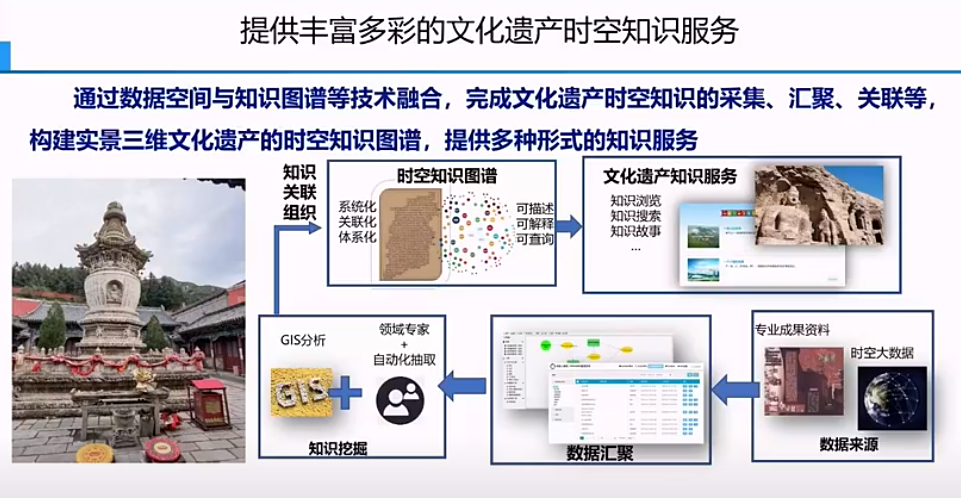 提供丰富多彩的文化遗产时空知识服务
通过数据空间与知识图谱等技术融合，完成文化遗产时空知识的采集、汇聚、关联等，
构建实景三维文化遗产的时空知识图谱，提供多种形式的知识服务
知识
关联
组织
时空知识图谱
系统化
关联化
体系化
可描述
可解释
可查询
文化遗产知识服务
知识浏览
知识搜索
知识故事
...
GIS分析
领域专家
+
自动化抽取
GIS
知识挖掘
数据汇聚
专业成果资料
时空大数据
数据来源